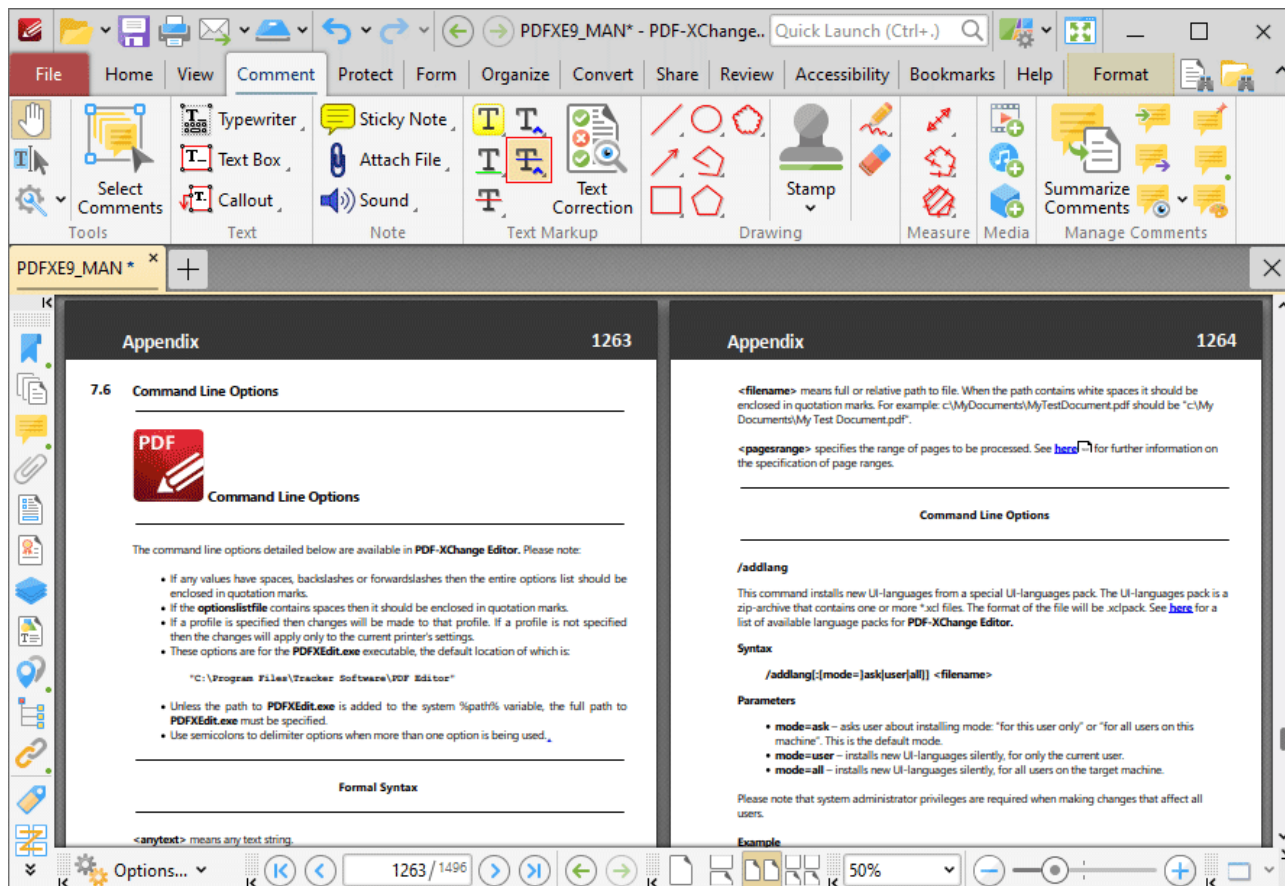 PDFXE9_MAN* - PDF-XChange..
Quick Launch (Ctrl+.)
File Home View Comment Protect Form Organize Convert Share Review Accessibility Bookmarks Help Format
Select Comments
Tools
Typewriter
Text Box
Callout
Text
Sticky Note
Attach File
Sound
Note
Text Correction
Text Markup
Stamp
Drawing
Measure
Media
Summarize Comments
Manage Comments
PDFXE9_MAN *
Appendix 1263
7.6 Command Line Options
PDF
Command Line Options
The command line options detailed below are available in PDF-XChange Editor. Please note:
• If any values have spaces, backslashes or forwardslashes then the entire options list should be
enclosed in quotation marks.
• If the optionslistfile contains spaces then it should be enclosed in quotation marks.
• If a profile is specified then changes will be made to that profile. If a profile is not specified
then the changes will apply only to the current printer's settings.
• These options are for the PDFXEdit.exe executable, the default location of which is:
"C:\Program Files\Tracker Software\PDF Editor"
• Unless the path to PDFXEdit.exe is added to the system %path% variable, the full path to
PDFXEdit.exe must be specified.
• Use semicolons to delimiter options when more than one option is being used.
Formal Syntax
<anytext> means any text string.
Appendix 1264
<filename> means full or relative path to file. When the path contains white spaces it should be
enclosed in quotation marks. For example: c:\MyDocuments\MyTestDocument.pdf should be "c:\My
Documents\My Test Document.pdf".
<pagesrange> specifies the range of pages to be processed. See here for further information on
the specification of page ranges.
Command Line Options
/addlang
This command installs new UI-languages from a special UI-languages pack. The UI-languages pack is a
zip-archive that contains one or more *.xcl files. The format of the file will be .xclpack. See here for a
list of available language packs for PDF-XChange Editor.
Syntax
/addlang[:[mode=]ask|user|all]] <filename>
Parameters
• mode=ask – asks user about installing mode: "for this user only" or "for all users on this
machine". This is the default mode.
• mode=user – installs new UI-languages silently, for only the current user.
• mode=all – installs new UI-languages silently, for all users on the target machine.
Please note that system administrator privileges are required when making changes that affect all
users.
Example
Options...
1263 / 1496
50%